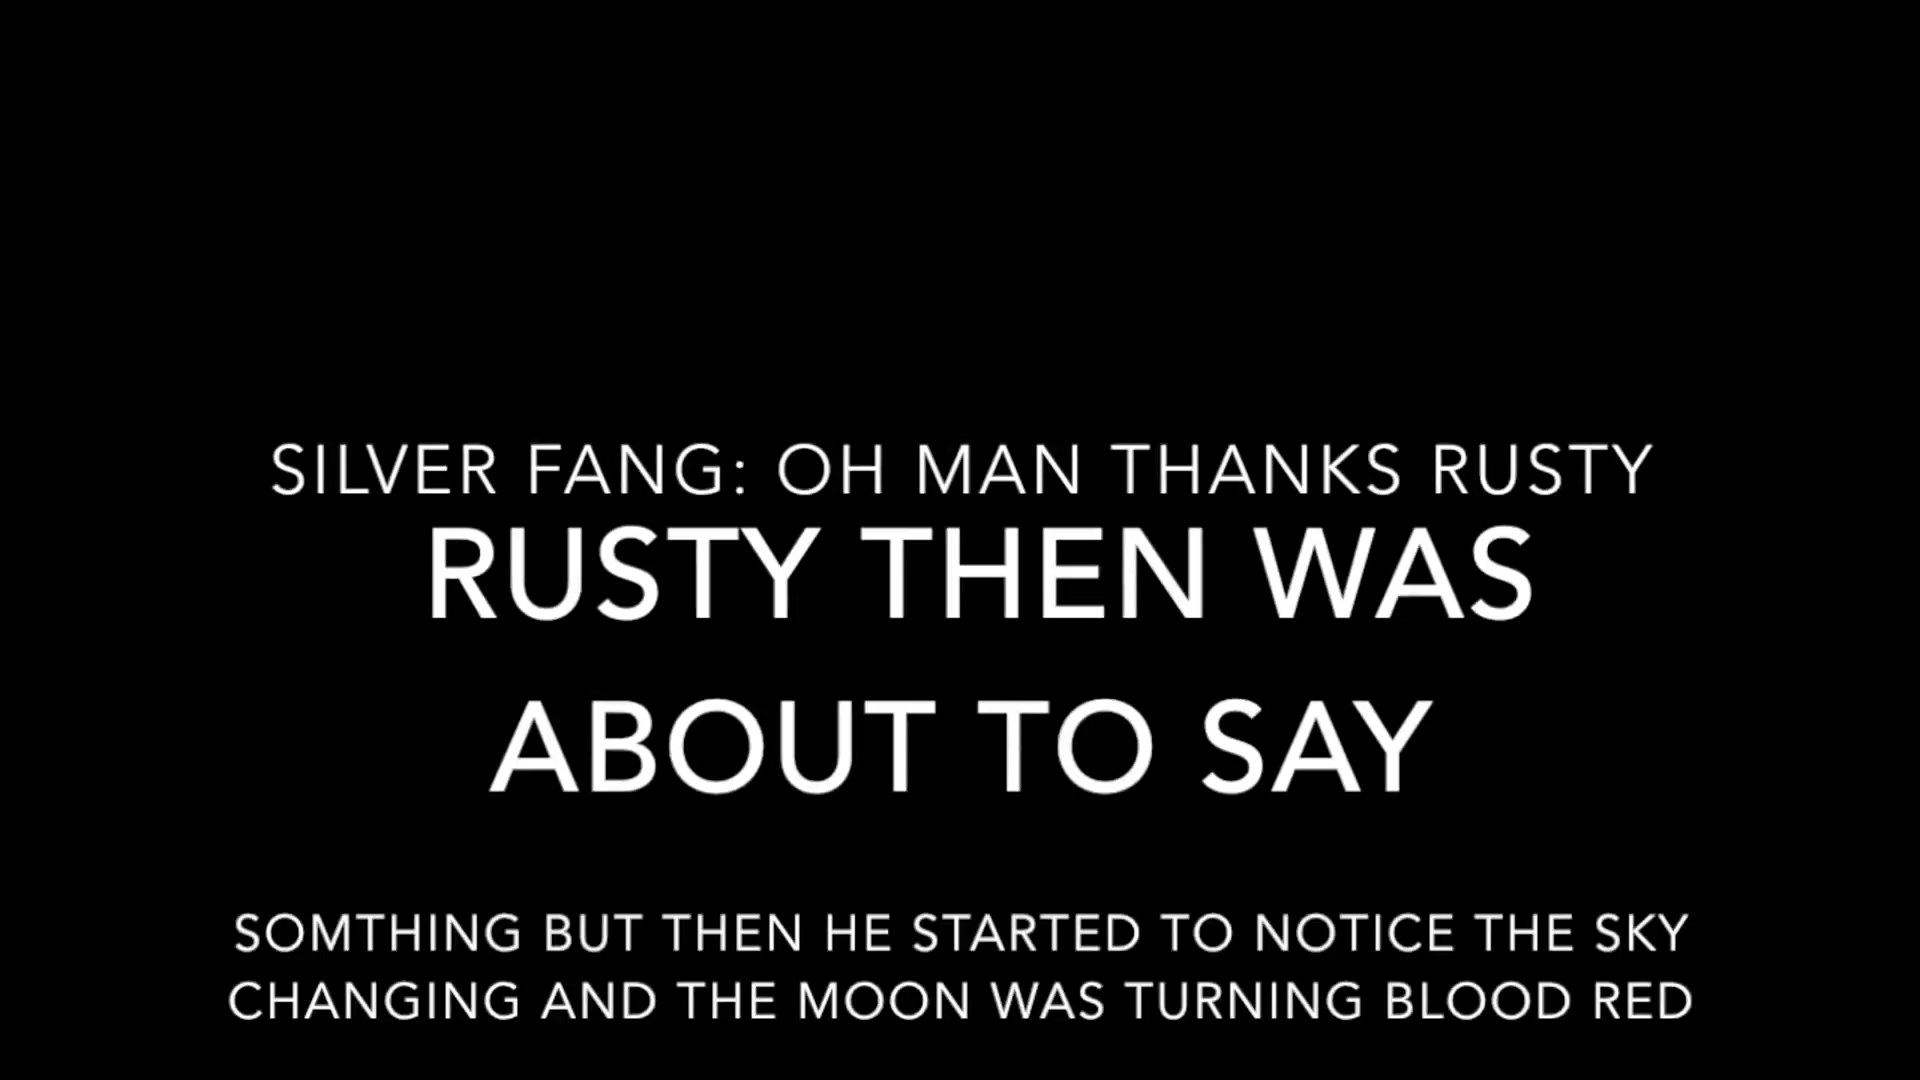 SILVER FANG: OH MAN THANKS RUSTY
RUSTY THEN WAS
ABOUT TO SAY
SOMTHING BUT THEN HE STARTED TO NOTICE THE SKY
CHANGING AND THE MOON WAS TURNING BLOOD RED